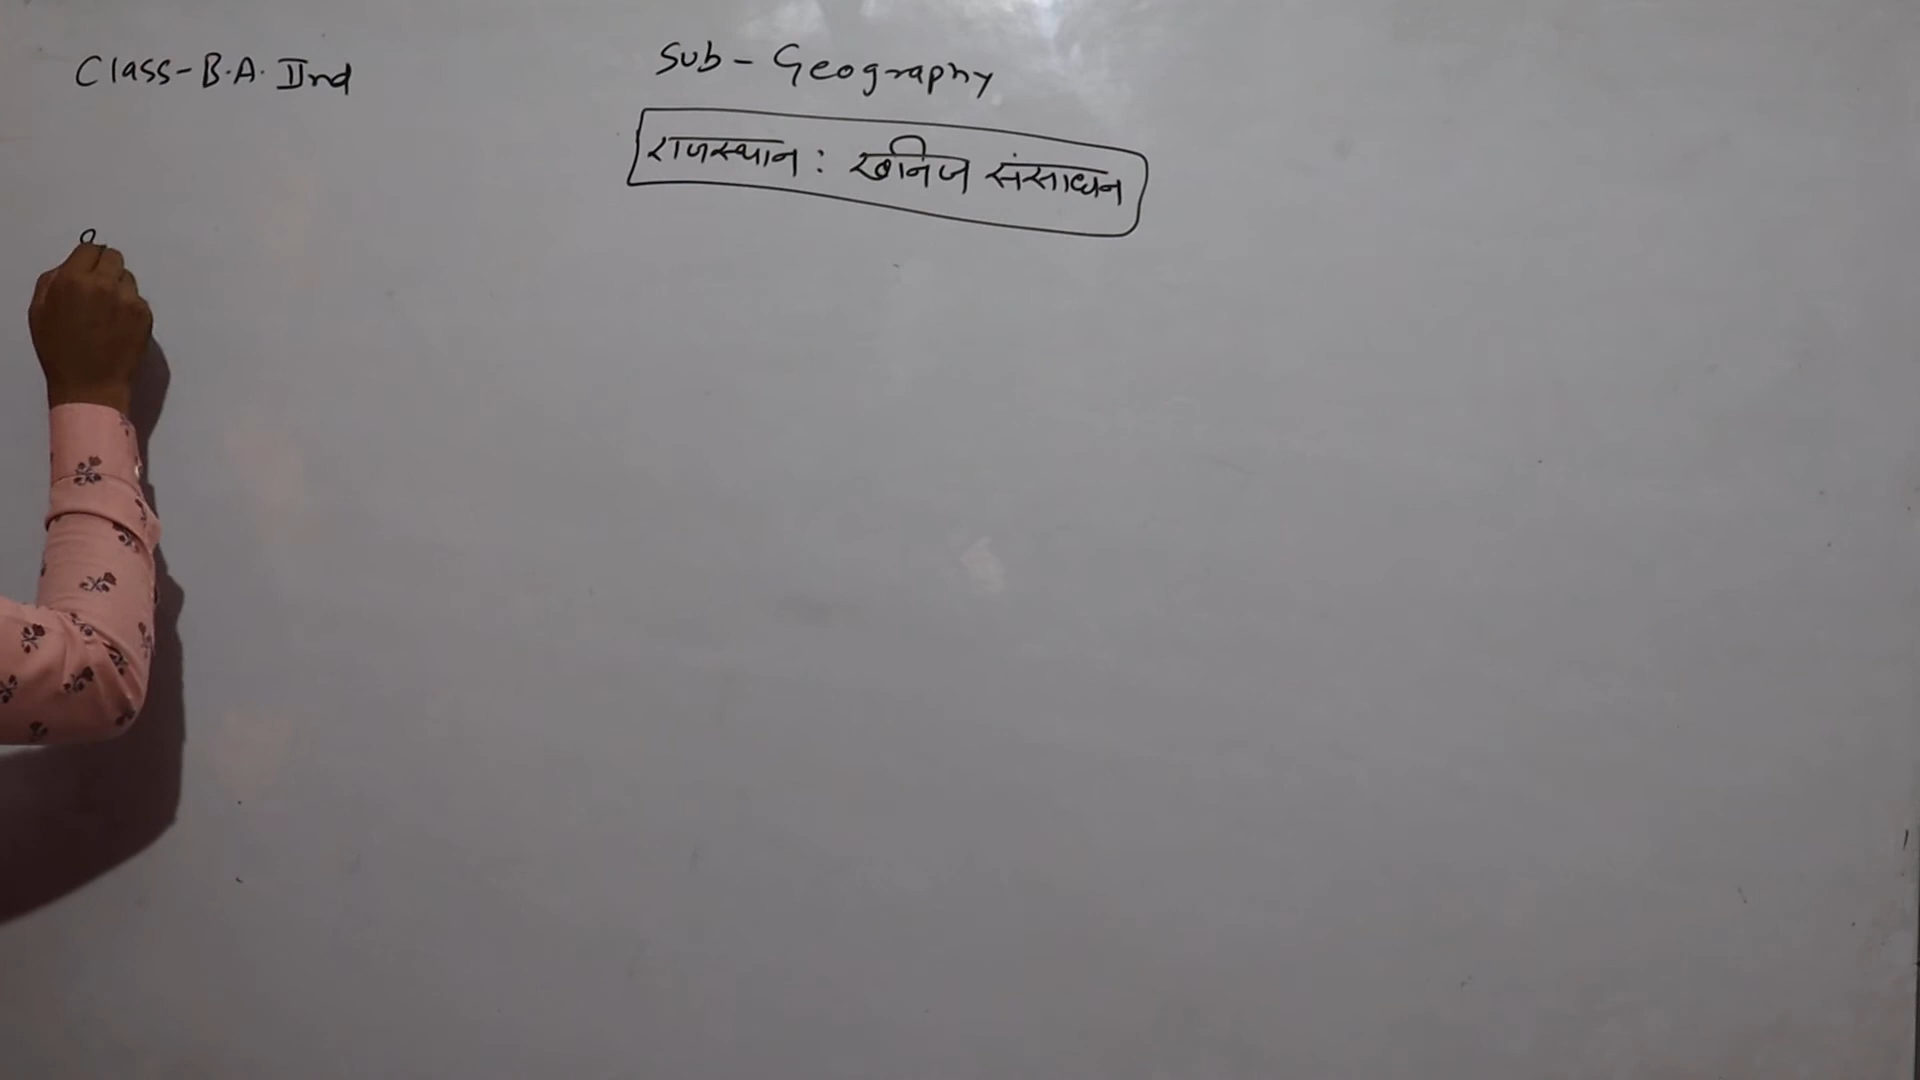 Class-B.A. IInd
Sub - Geography
राजस्थान : खनिज संसाधन